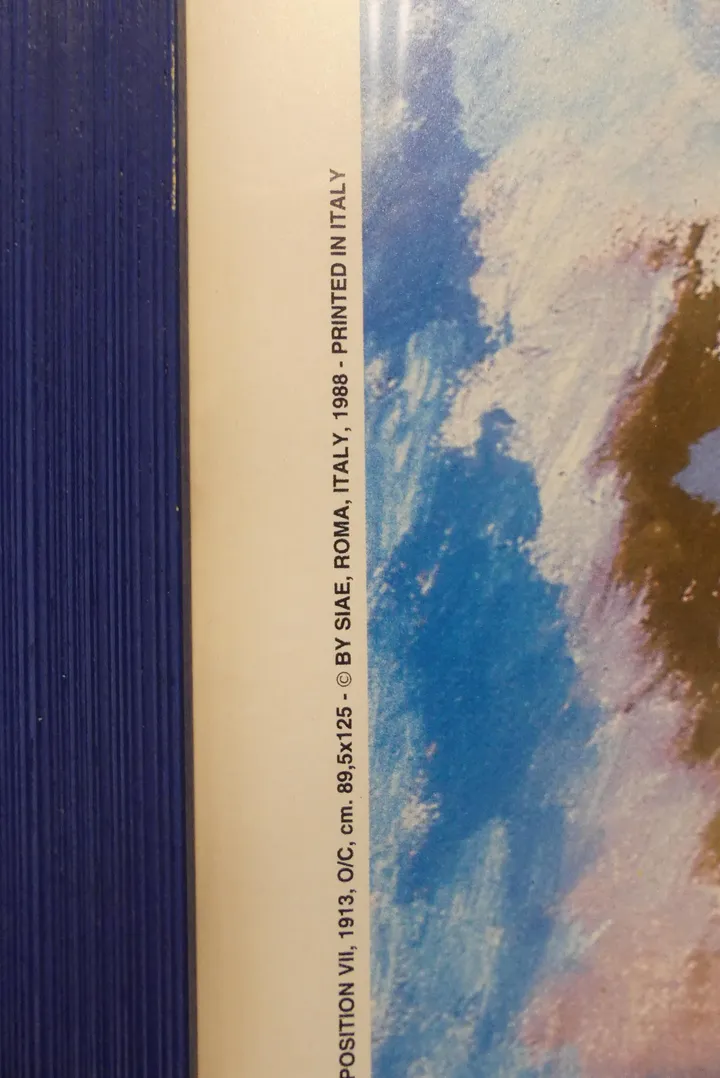 POSITION VII, 1913, O/C, cm. 89,5x125 - © BY SIAE, ROMA, ITALY, 1988 - PRINTED IN ITALY